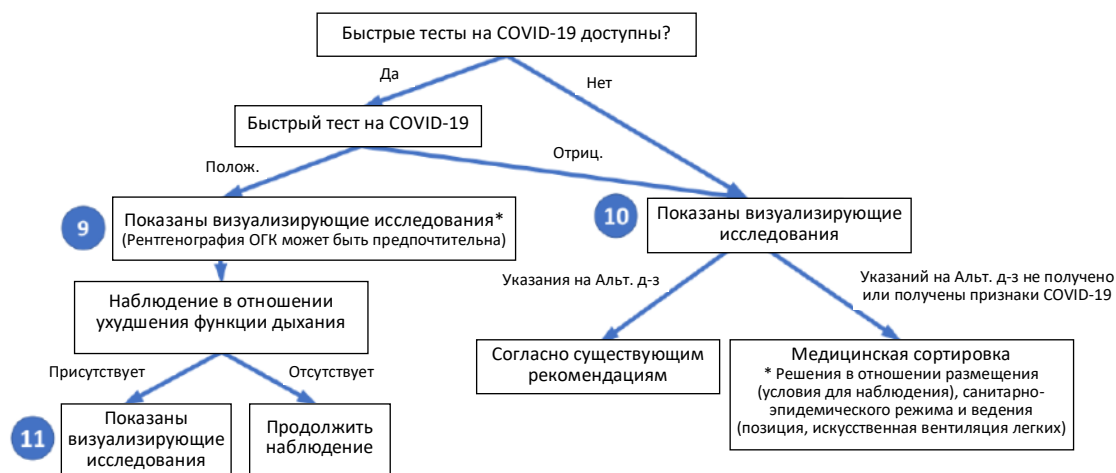 Быстрые тесты на COVID-19 доступны?
Да
Нет
Быстрый тест на COVID-19
Полож.
Отриц.
9
Показаны визуализирующие исследования*
(Рентгенография ОГК может быть предпочтительна)
10
Показаны визуализирующие
исследования
Наблюдение в отношении
ухудшения функции дыхания
Указания на Альт. д-з
Указаний на Альт. д-з не получено
или получены признаки COVID-19
Присутствует
Отсутствует
Согласно существующим
рекомендациям
Медицинская сортировка
* Решения в отношении размещения
(условия для наблюдения), санитарно-
эпидемического режима и ведения
(позиция, искусственная вентиляция легких)
11
Показаны
визуализирующие
исследования
Продолжить
наблюдение